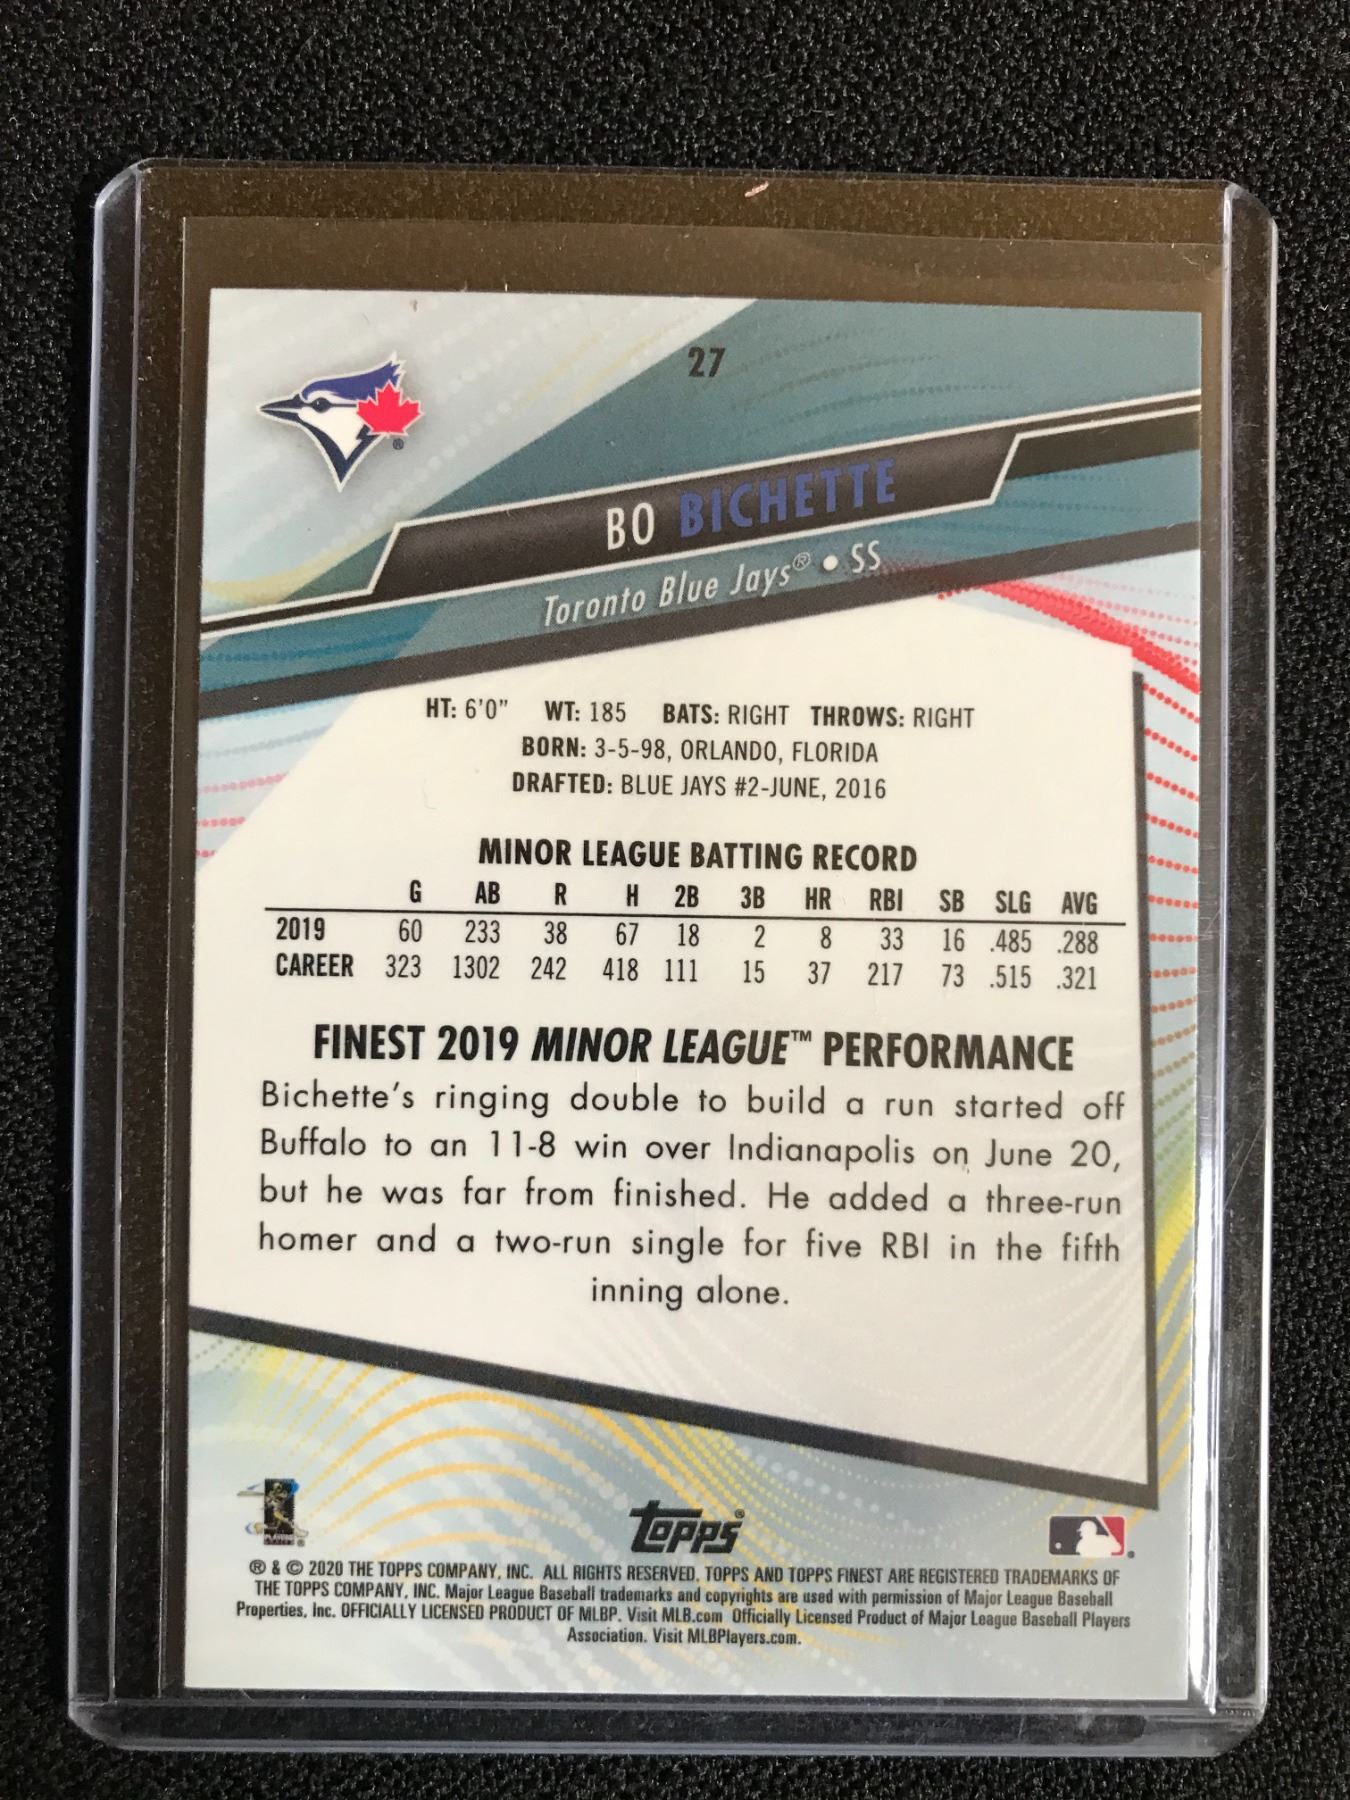 27
BO BICHETTE
Toronto Blue Jays® • SS
HT: 6'0" WT: 185 BATS: RIGHT THROWS: RIGHT
BORN: 3-5-98, ORLANDO, FLORIDA
DRAFTED: BLUE JAYS #2-JUNE, 2016
MINOR LEAGUE BATTING RECORD
G AB R H 2B 3B HR RBI SB SLG AVG
2019 60 233 38 67 18 2 8 33 16 .485 .288
CAREER 323 1302 242 418 111 15 37 217 73 .515 .321
FINEST 2019 MINOR LEAGUE™ PERFORMANCE
Bichette's ringing double to build a run started off
Buffalo to an 11-8 win over Indianapolis on June 20,
but he was far from finished. He added a three-run
homer and a two-run single for five RBI in the fifth
inning alone.
Topps®
® & © 2020 THE TOPPS COMPANY, INC. ALL RIGHTS RESERVED. TOPPS AND TOPPS FINEST ARE REGISTERED TRADEMARKS OF
THE TOPPS COMPANY, INC. Major League Baseball trademarks and copyrights are used with permission of Major League Baseball
Properties, Inc. OFFICIALLY LICENSED PRODUCT OF MLBP. Visit MLB.com Officially Licensed Product of Major League Baseball Players
Association. Visit MLBPlayers.com.